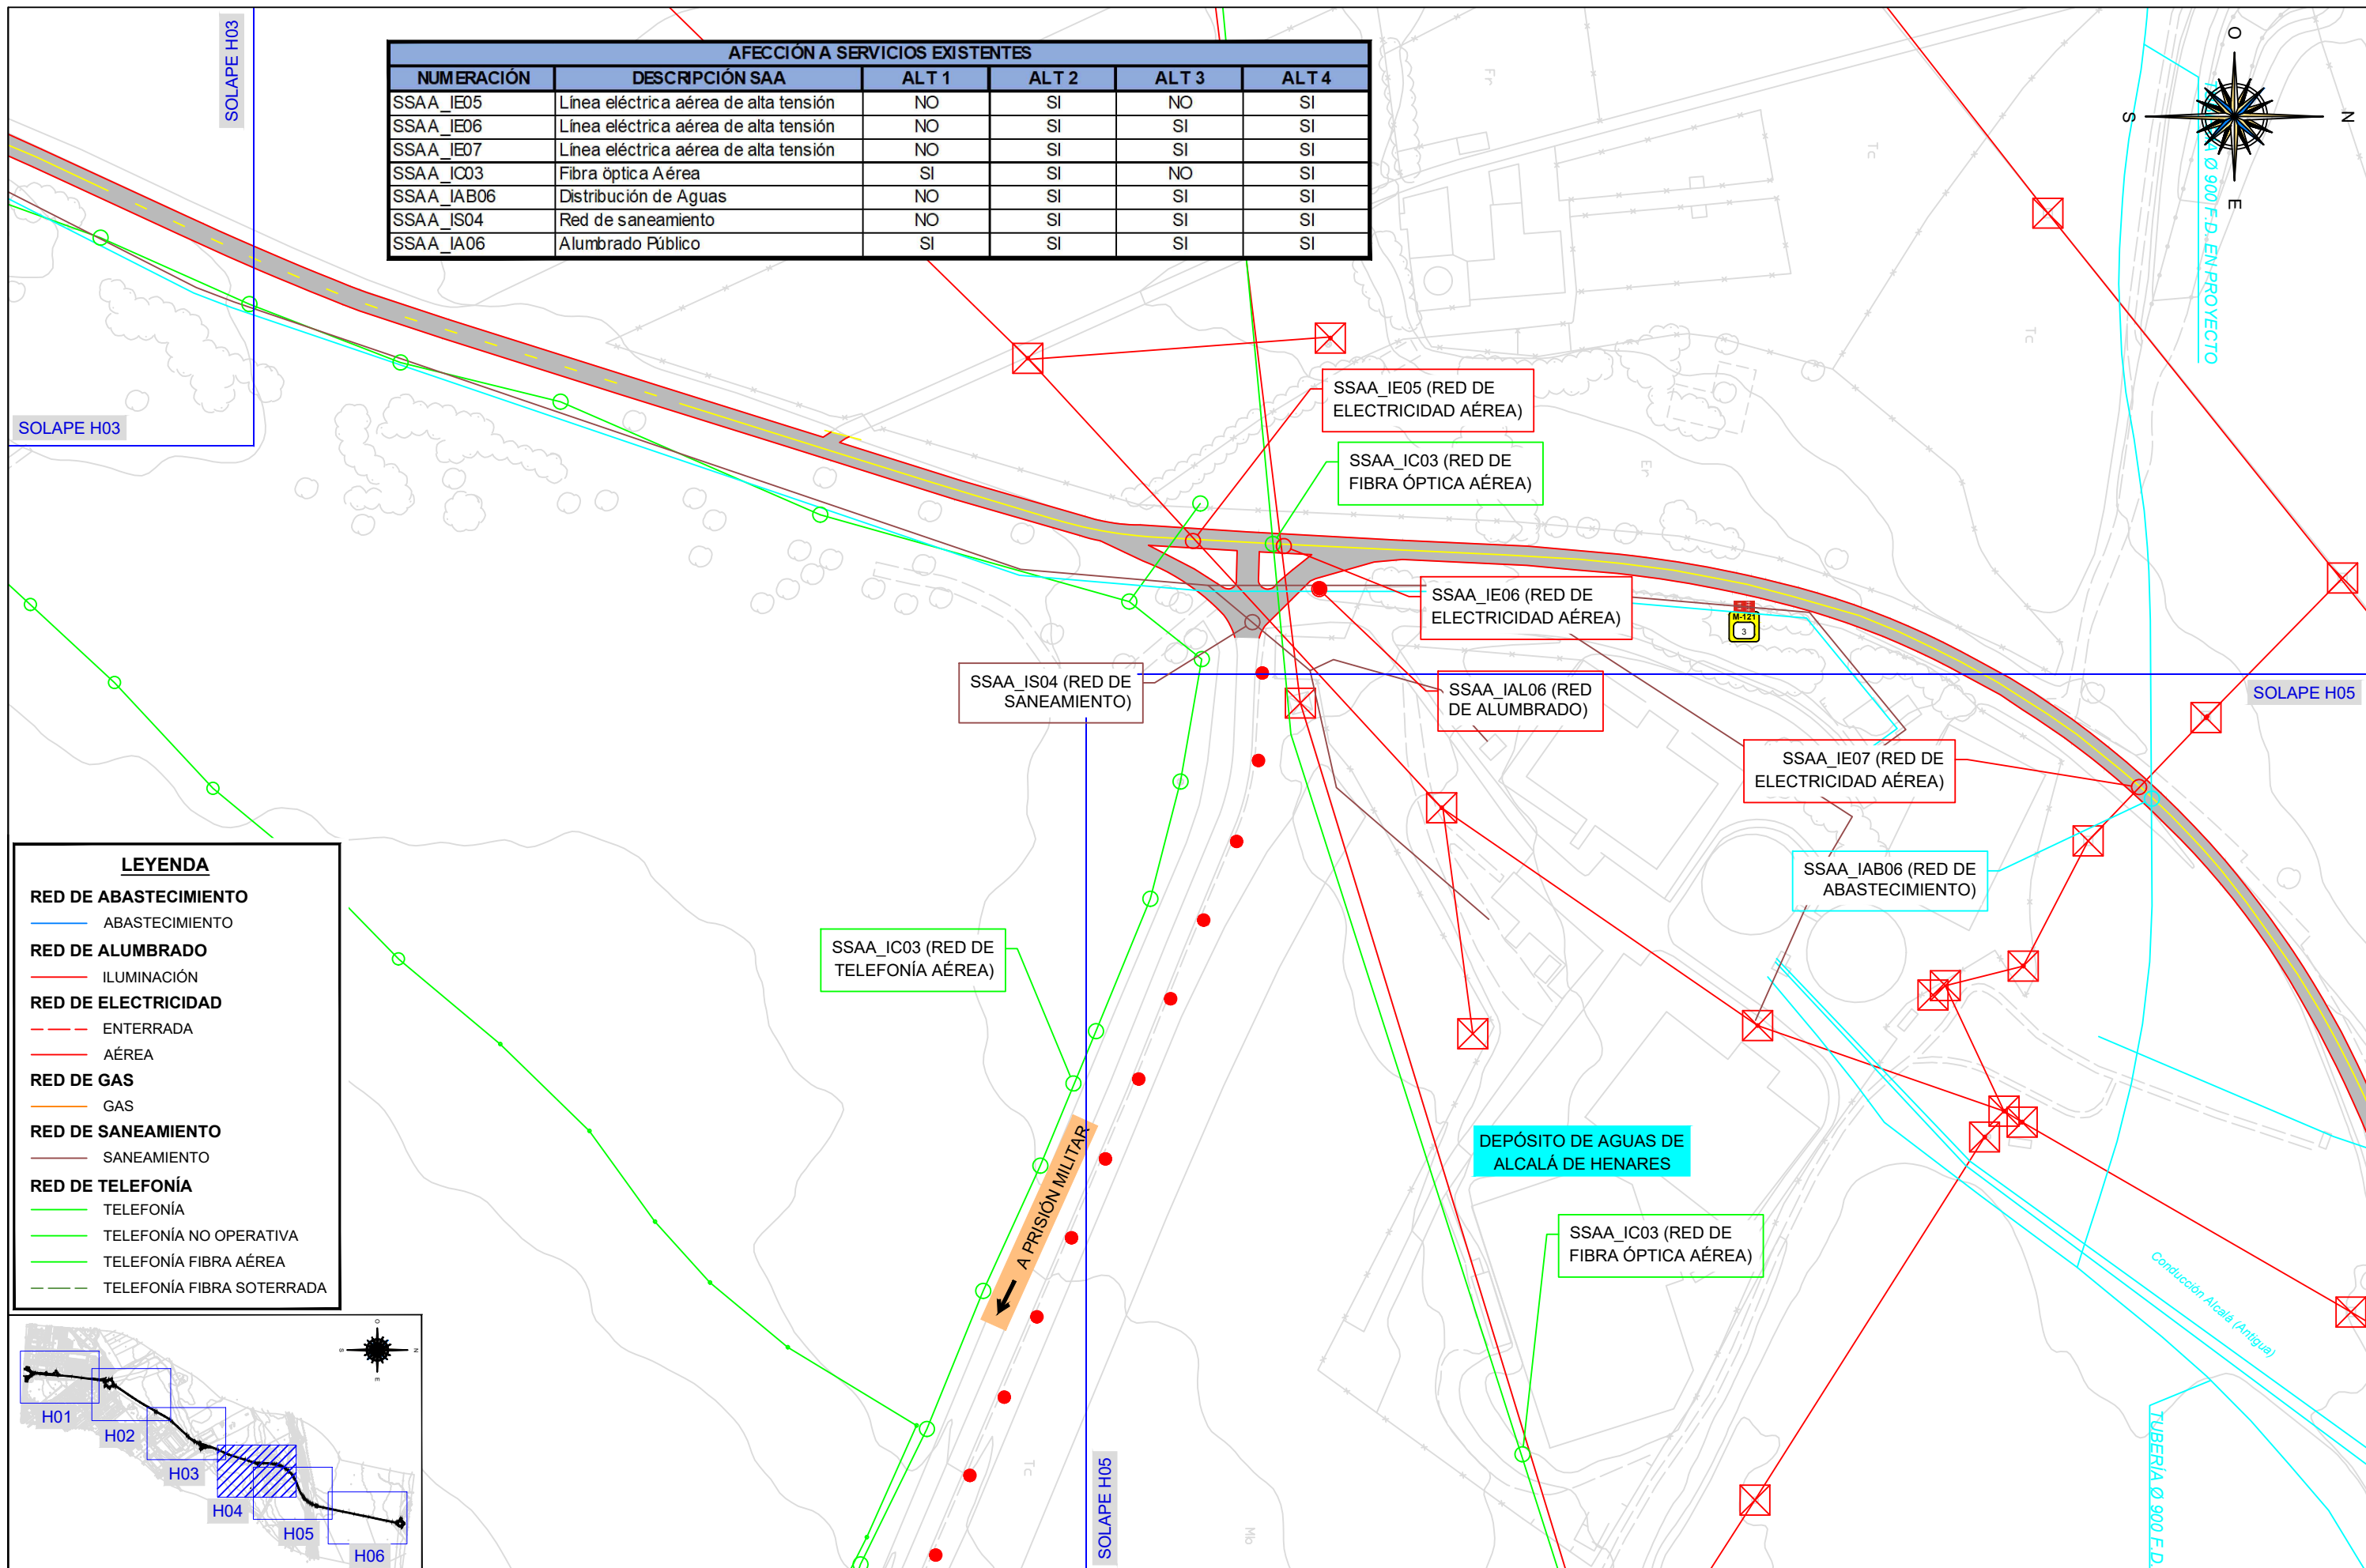 SOLAPE H03
SOLAPE H03
AFECCIÓN A SERVICIOS EXISTENTES
NUMERACIÓN DESCRIPCIÓN SAA ALT 1 ALT 2 ALT 3 ALT 4
SSAA_IE05 Línea eléctrica aérea de alta tensión NO SI NO SI
SSAA_IE06 Línea eléctrica aérea de alta tensión NO SI SI SI
SSAA_IE07 Línea eléctrica aérea de alta tensión NO SI SI SI
SSAA_IC03 Fibra öptica Aérea SI SI NO SI
SSAA_IAB06 Distribución de Aguas NO SI SI SI
SSAA_IS04 Red de saneamiento NO SI SI SI
SSAA_IA06 Alumbrado Público SI SI SI SI
O
S
N
E
Ø 900 F.D. EN PROYECTO
Fr
Tc
Tc
Er
SSAA_IE05 (RED DE
ELECTRICIDAD AÉREA)
SSAA_IC03 (RED DE
FIBRA ÓPTICA AÉREA)
SSAA_IE06 (RED DE
ELECTRICIDAD AÉREA)
M-121
3
SSAA_IS04 (RED DE
SANEAMIENTO)
SSAA_IAL06 (RED
DE ALUMBRADO)
SOLAPE H05
SSAA_IE07 (RED DE
ELECTRICIDAD AÉREA)
SSAA_IAB06 (RED DE
ABASTECIMIENTO)
SSAA_IC03 (RED DE
TELEFONÍA AÉREA)
A PRISIÓN MILITAR
DEPÓSITO DE AGUAS DE
ALCALÁ DE HENARES
SSAA_IC03 (RED DE
FIBRA ÓPTICA AÉREA)
Conducción Alcalá (Antigua)
TUBERÍA Ø 900 F.D.
SOLAPE H05
Tc
Mb
LEYENDA
RED DE ABASTECIMIENTO
ABASTECIMIENTO
RED DE ALUMBRADO
ILUMINACIÓN
RED DE ELECTRICIDAD
ENTERRADA
AÉREA
RED DE GAS
GAS
RED DE SANEAMIENTO
SANEAMIENTO
RED DE TELEFONÍA
TELEFONÍA
TELEFONÍA NO OPERATIVA
TELEFONÍA FIBRA AÉREA
TELEFONÍA FIBRA SOTERRADA
O
S
N
E
H01
H02
H03
H04
H05
H06